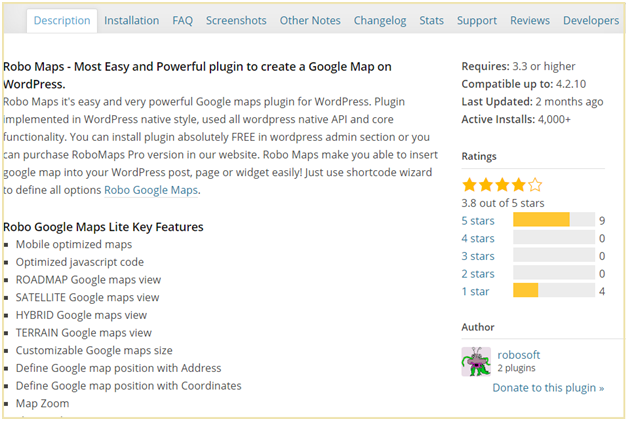 Description Installation FAQ Screenshots Other Notes Changelog Stats Support Reviews Developers
Robo Maps - Most Easy and Powerful plugin to create a Google Map on
WordPress.
Robo Maps it's easy and very powerful Google maps plugin for WordPress. Plugin
implemented in WordPress native style, used all wordpress native API and core
functionality. You can install plugin absolutely FREE in wordpress admin section or you
can purchase RoboMaps Pro version in our website. Robo Maps make you able to insert
google map into your WordPress post, page or widget easily! Just use shortcode wizard
to define all options Robo Google Maps.
Robo Google Maps Lite Key Features
Mobile optimized maps
Optimized javascript code
ROADMAP Google maps view
SATELLITE Google maps view
HYBRID Google maps view
TERRAIN Google maps view
Customizable Google maps size
Define Google map position with Address
Define Google map position with Coordinates
Map Zoom
Requires: 3.3 or higher
Compatible up to: 4.2.10
Last Updated: 2 months ago
Active Installs: 4,000+
Ratings
3.8 out of 5 stars
5 stars 9
4 stars 0
3 stars 0
2 stars 0
1 star 4
Author
robosoft
2 plugins
Donate to this plugin »